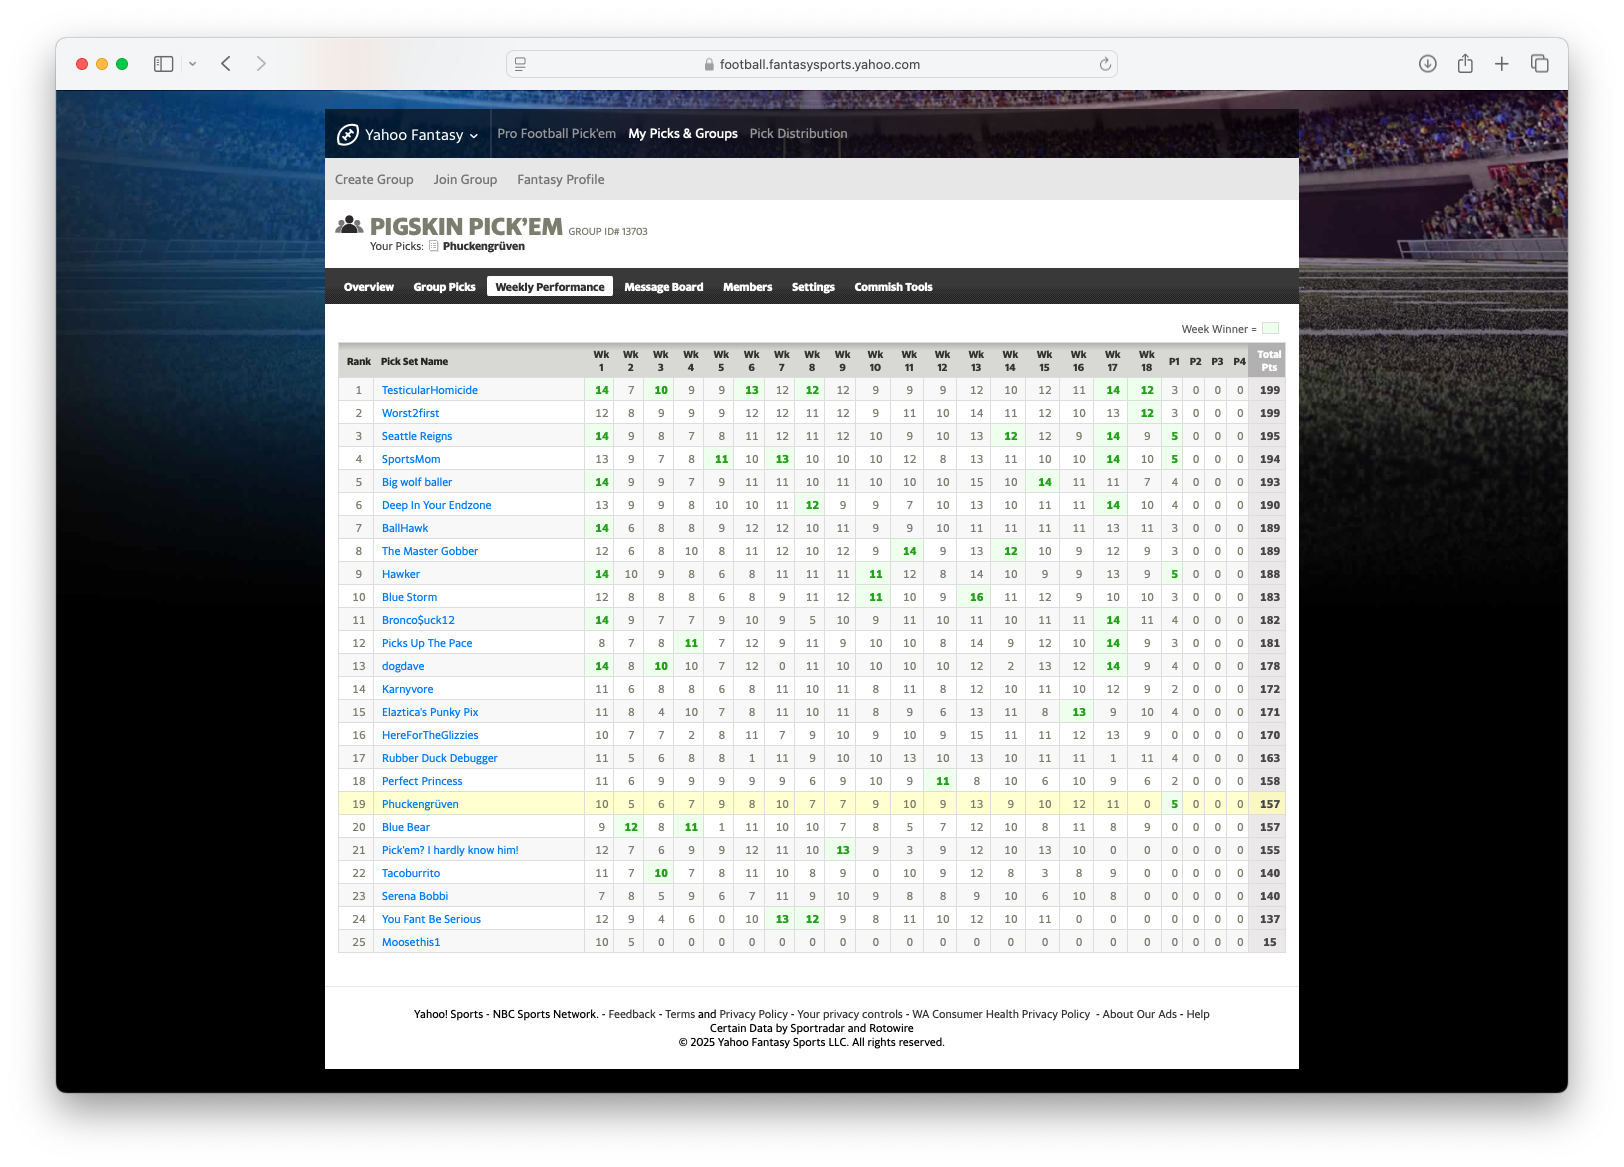 football.fantasysports.yahoo.com
Yahoo Fantasy Pro Football Pick'em My Picks & Groups Pick Distribution
Create Group Join Group Fantasy Profile
PIGSKIN PICK'EM GROUP ID# 13703
Your Picks: Phuckengrüven
Overview Group Picks Weekly Performance Message Board Members Settings Commish Tools
Week Winner =
Rank Pick Set Name Wk 1 Wk 2 Wk 3 Wk 4 Wk 5 Wk 6 Wk 7 Wk 8 Wk 9 Wk 10 Wk 11 Wk 12 Wk 13 Wk 14 Wk 15 Wk 16 Wk 17 Wk 18 P1 P2 P3 P4 Total Pts
1 TesticularHomicide 14 7 10 9 9 13 12 12 12 9 9 9 12 10 12 11 14 12 3 0 0 0 199
2 Worst2first 12 8 9 9 9 12 12 11 12 9 11 10 14 11 12 10 13 12 3 0 0 0 199
3 Seattle Reigns 14 9 8 7 8 11 12 11 12 10 9 10 13 12 12 9 14 9 5 0 0 0 195
4 SportsMom 13 9 7 8 11 10 13 10 10 10 12 8 13 11 10 10 14 10 5 0 0 0 194
5 Big wolf baller 14 9 9 7 9 11 11 10 11 10 10 10 15 10 14 11 11 7 4 0 0 0 193
6 Deep In Your Endzone 13 9 9 8 10 10 11 12 9 9 7 10 13 10 11 11 14 10 4 0 0 0 190
7 BallHawk 14 6 8 8 9 12 12 10 11 9 9 10 11 11 11 11 13 11 3 0 0 0 189
8 The Master Gobber 12 6 8 10 8 11 12 10 12 9 14 9 13 12 10 9 12 9 3 0 0 0 189
9 Hawker 14 10 9 8 6 8 11 11 11 11 12 8 14 10 9 9 13 9 5 0 0 0 188
10 Blue Storm 12 8 8 8 6 8 9 11 12 11 10 9 16 11 12 9 10 10 3 0 0 0 183
11 Bronco$uck12 14 9 7 7 9 10 9 5 10 9 11 10 11 10 11 11 14 11 4 0 0 0 182
12 Picks Up The Pace 8 7 8 11 7 12 9 11 9 10 10 8 14 9 12 10 14 9 3 0 0 0 181
13 dogdave 14 8 10 10 7 12 0 11 10 10 10 10 12 2 13 12 14 9 4 0 0 0 178
14 Karnyvore 11 6 8 8 6 8 11 10 11 8 11 8 12 10 11 10 12 9 2 0 0 0 172
15 Elaztica's Punky Pix 11 8 4 10 7 8 11 10 11 8 9 6 13 11 8 13 9 10 4 0 0 0 171
16 HereForTheGlizzies 10 7 7 2 8 11 7 9 10 9 10 9 15 11 11 12 13 9 0 0 0 0 170
17 Rubber Duck Debugger 11 5 6 8 8 1 11 9 10 10 13 10 13 10 11 11 1 11 4 0 0 0 163
18 Perfect Princess 11 6 9 9 9 9 9 6 9 10 9 11 8 10 6 10 9 6 2 0 0 0 158
19 Phuckengrüven 10 5 6 7 9 8 10 7 7 9 10 9 13 9 10 12 11 0 5 0 0 0 157
20 Blue Bear 9 12 8 11 1 11 10 10 7 8 5 7 12 10 8 11 8 9 0 0 0 0 157
21 Pick'em? I hardly know him! 12 7 6 9 9 12 11 10 13 9 3 9 12 10 13 10 0 0 0 0 0 0 155
22 Tacoburrito 11 7 10 7 8 11 10 8 9 0 10 9 12 8 3 8 9 0 0 0 0 0 140
23 Serena Bobbi 7 8 5 9 6 7 11 9 10 9 8 8 9 10 6 10 8 0 0 0 0 0 140
24 You Fant Be Serious 12 9 4 6 0 10 13 12 9 8 11 10 12 10 11 0 0 0 0 0 0 0 137
25 Moosethis1 10 5 0 0 0 0 0 0 0 0 0 0 0 0 0 0 0 0 0 0 0 0 15
Yahoo! Sports - NBC Sports Network. - Feedback - Terms and Privacy Policy - Your privacy controls - WA Consumer Health Privacy Policy - About Our Ads - Help
Certain Data by Sportradar and Rotowire
© 2025 Yahoo Fantasy Sports LLC. All rights reserved.